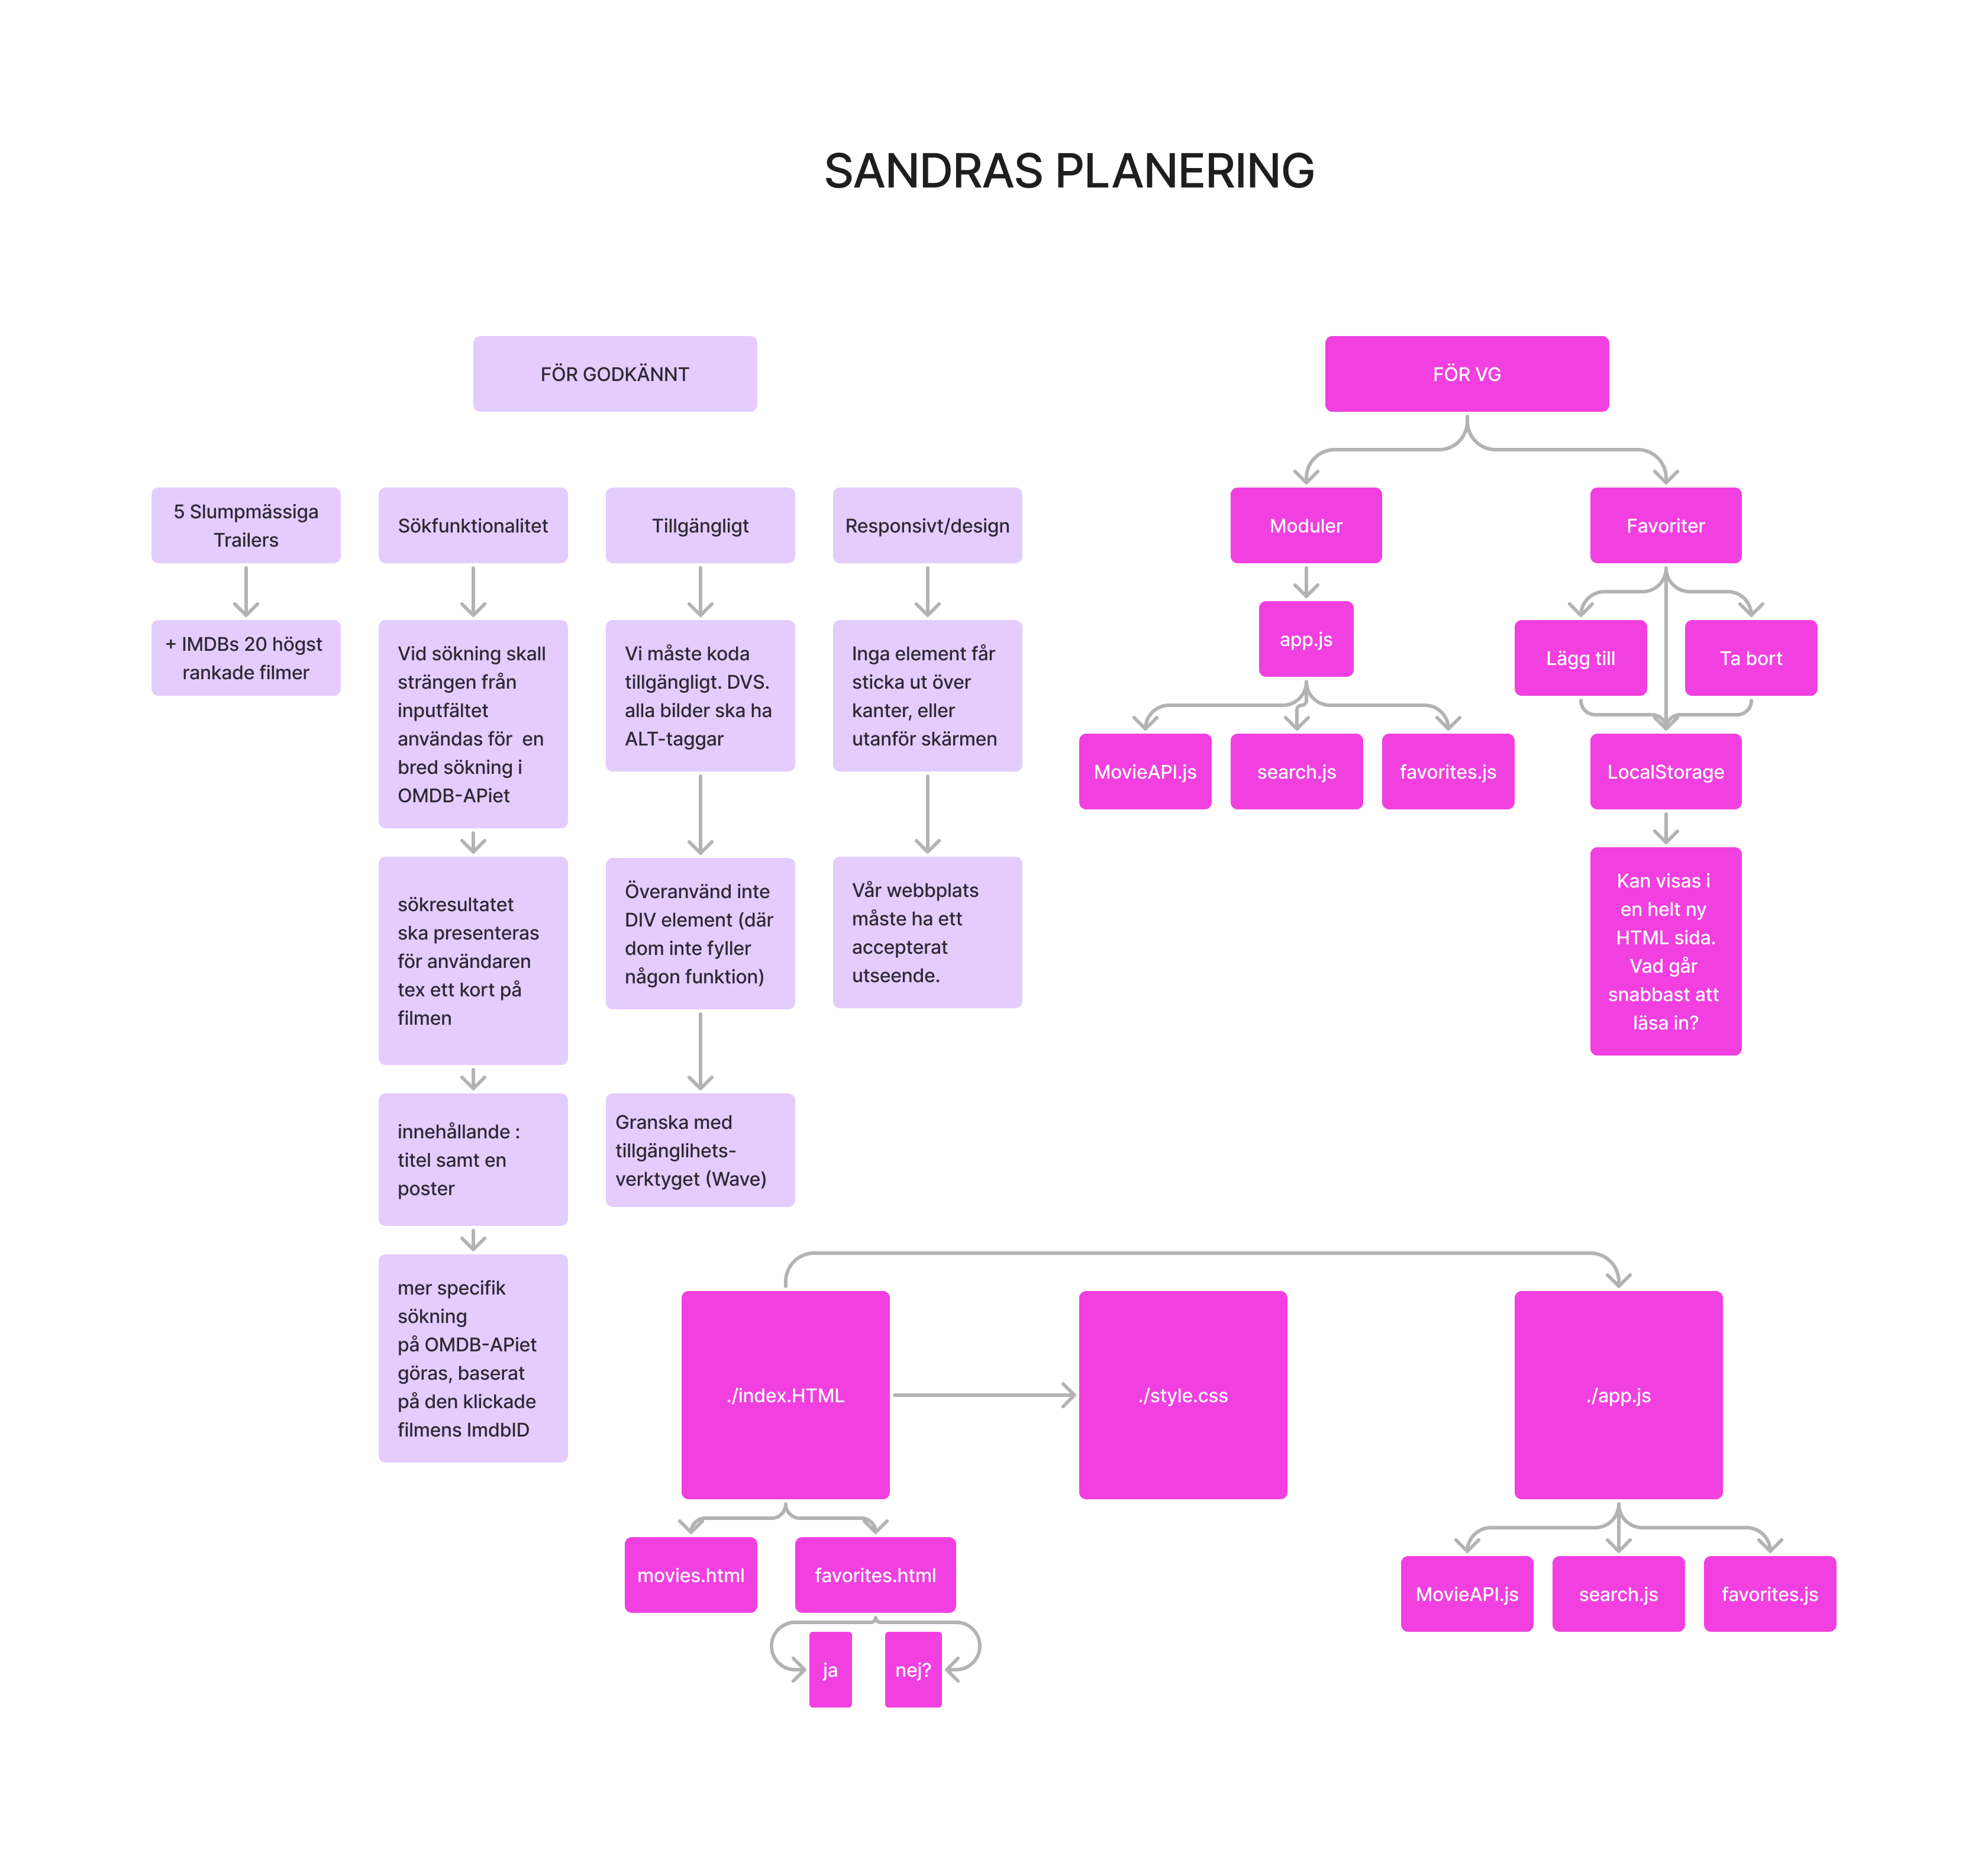 SANDRAS PLANERING
FÖR GODKÄNNT
5 Slumpmässiga
Trailers
+ IMDBs 20 högst
rankade filmer
Sökfunktionalitet
Vid sökning skall
strängen från
inputfältet
användas för  en
bred sökning i
OMDB-APiet
sökresultatet
ska presenteras
för användaren
tex ett kort på
filmen
innehållande :
titel samt en
poster
mer specifik
sökning
på OMDB-APiet
göras, baserat
på den klickade
filmens ImdbID
Tillgängligt
Vi måste koda
tillgängligt. DVS.
alla bilder ska ha
ALT-taggar
Överanvänd inte
DIV element (där
dom inte fyller
någon funktion)
Granska med
tillgänlihets-
verktyget (Wave)
Responsivt/design
Inga element får
sticka ut över
kanter, eller
utanför skärmen
Vår webbplats
måste ha ett
accepterat
utseende.
FÖR VG
Moduler
app.js
MovieAPI.js
search.js
favorites.js
Favoriter
Lägg till
Ta bort
LocalStorage
Kan visas i
en helt ny
HTML sida.
Vad går
snabbast att
läsa in?
./index.HTML
./style.css
./app.js
movies.html
favorites.html
ja
nej?
MovieAPI.js
search.js
favorites.js